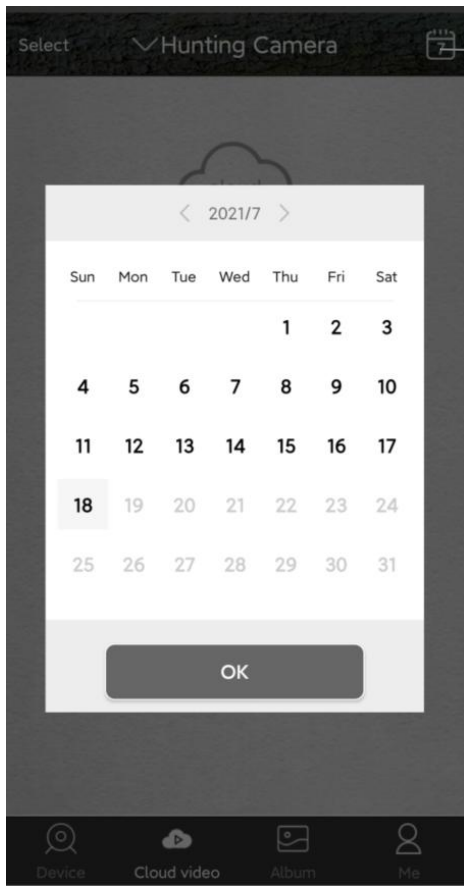 Select
Hunting Camera
2021/7
Sun Mon Tue Wed Thu Fri Sat
1 2 3
4 5 6 7 8 9 10
11 12 13 14 15 16 17
18 19 20 21 22 23 24
25 26 27 28 29 30 31
OK
Device Cloud video Album Me